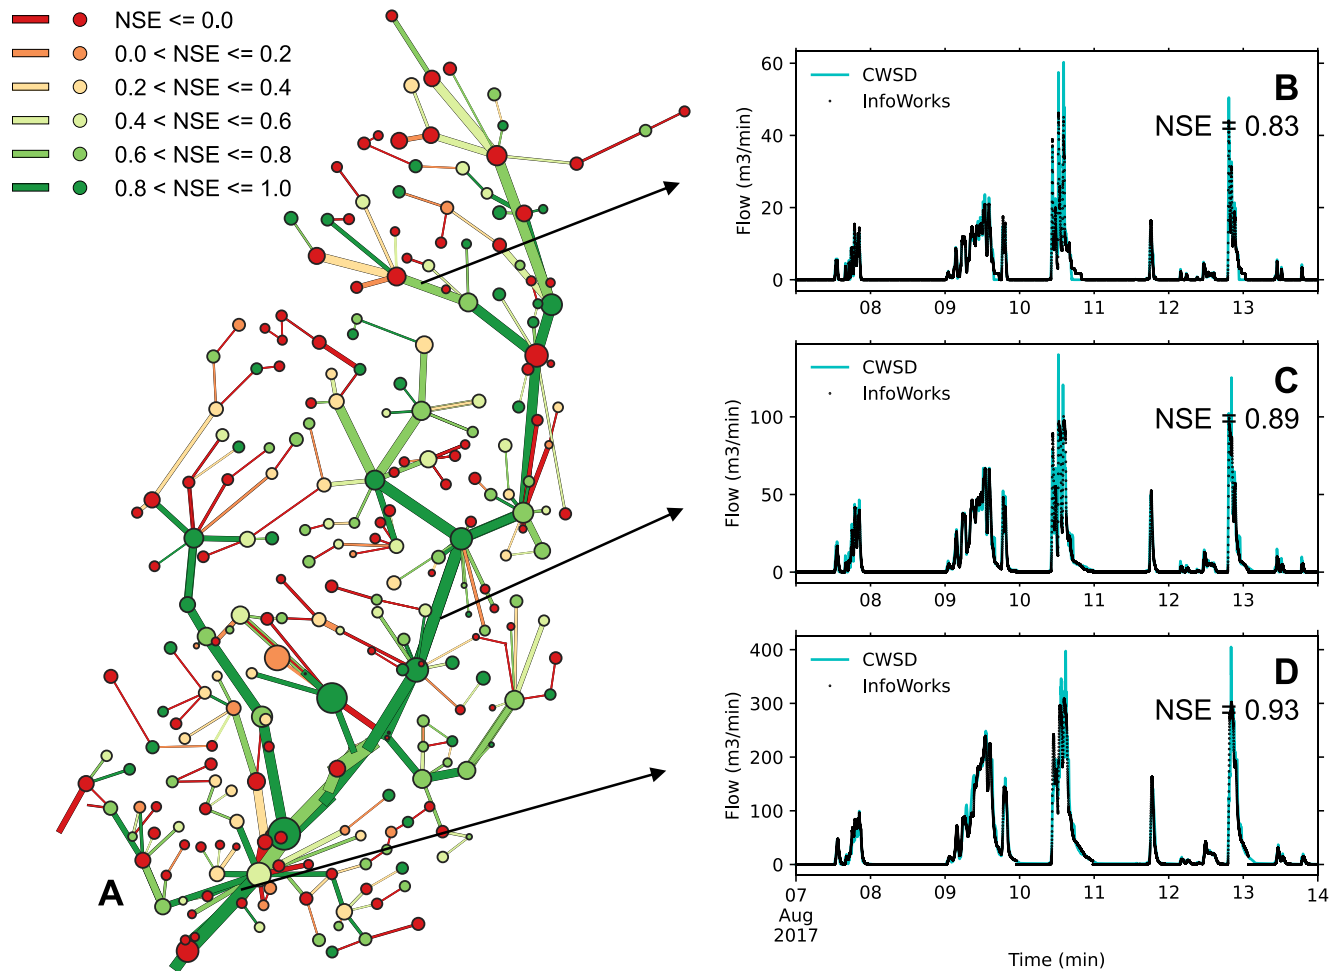 NSE <= 0.0
0.0 < NSE <= 0.2
0.2 < NSE <= 0.4
0.4 < NSE <= 0.6
0.6 < NSE <= 0.8
0.8 < NSE <= 1.0
A
CWSD
InfoWorks
B
NSE = 0.83
Flow (m3/min)
60
40
20
0
08
09
10
11
12
13
CWSD
InfoWorks
C
NSE = 0.89
Flow (m3/min)
100
50
0
08
09
10
11
12
13
CWSD
InfoWorks
D
NSE = 0.93
Flow (m3/min)
400
300
200
100
0
07
Aug
2017
08
09
10
11
12
13
14
Time (min)